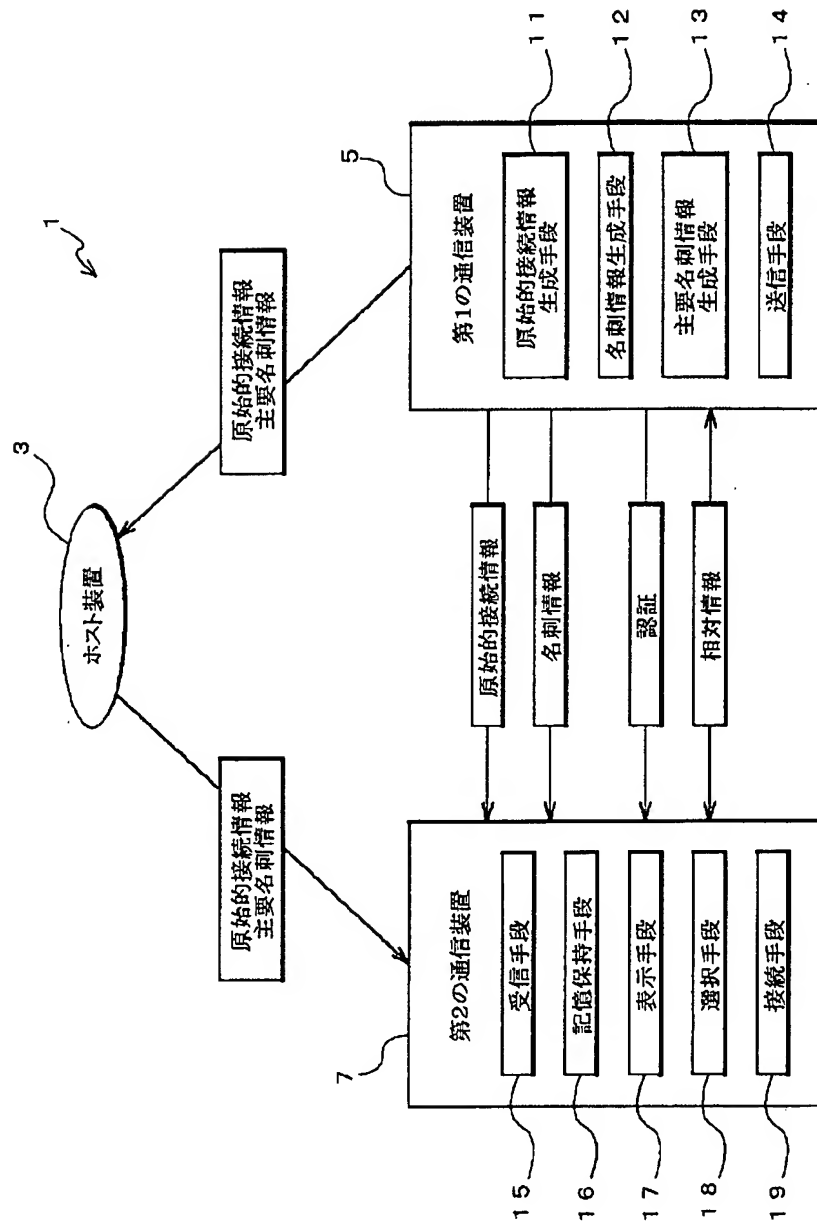 1
3
ホスト装置
原始的接続情報
主要名刺情報
原始的接続情報
主要名刺情報
7
第2の通信装置
受信手段
記憶保持手段
表示手段
選択手段
接続手段
15
16
17
18
19
原始的接続情報
名刺情報
認証
相対情報
5
第1の通信装置
原始的接続情報
生成手段
名刺情報生成手段
主要名刺情報
生成手段
送信手段
11
12
13
14